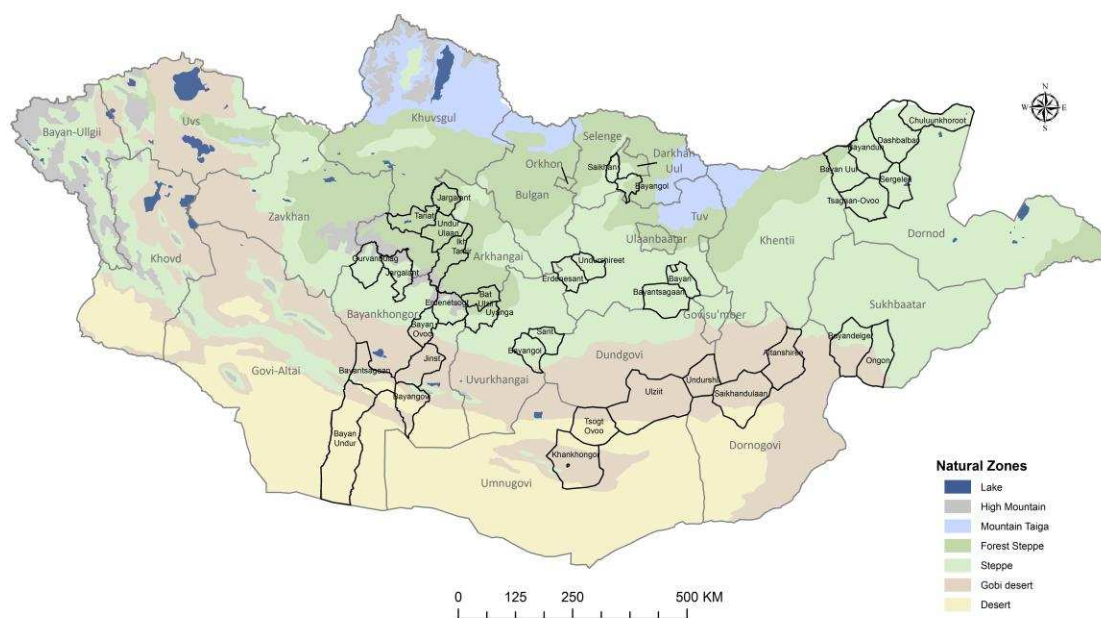 N
W E
S
Bayan-Ullgii
Uvs
Khuvsgul
Selenge
Darkhan
Uul
Orkhon
Saikhan
Bayangol
Bulgan
Chuluunkhoroot
Dashbalbar
Bayandun
Bayan Uul
Sergelen
Tsagaan-Ovoo
Zavkhan
Jargalant
Tariat
Undur
Ulaan
Ikh
Tamir
Arkhangai
Tuv
Ulaanbaatar
Khentii
Dornod
Khovd
Gurvanbulag
Jargalant
Undurshireet
Erdenesant
Bayan
Bayantsagaan
Erdenetsogt
Bat
Ulzii
Uyanga
Bayankhongor
Bayan
Ovoo
Govisu'mber
Sukhbaatar
Sant
Bayangol
Dundgovi
Bayandelger
Ongon
Altanshiree
Jinst
Bayantsagaan
Govi-Altai
Uvurkhangai
Bayangovi
Ulziit
Undurshil
Saikhandulaan
Tsogt
Ovoo
Bayan
Undur
Khankhongor
Dornogovi
Umnugovi
Natural Zones
Lake
High Mountain
Mountain Taiga
Forest Steppe
Steppe
Gobi desert
Desert
0 125 250 500 KM